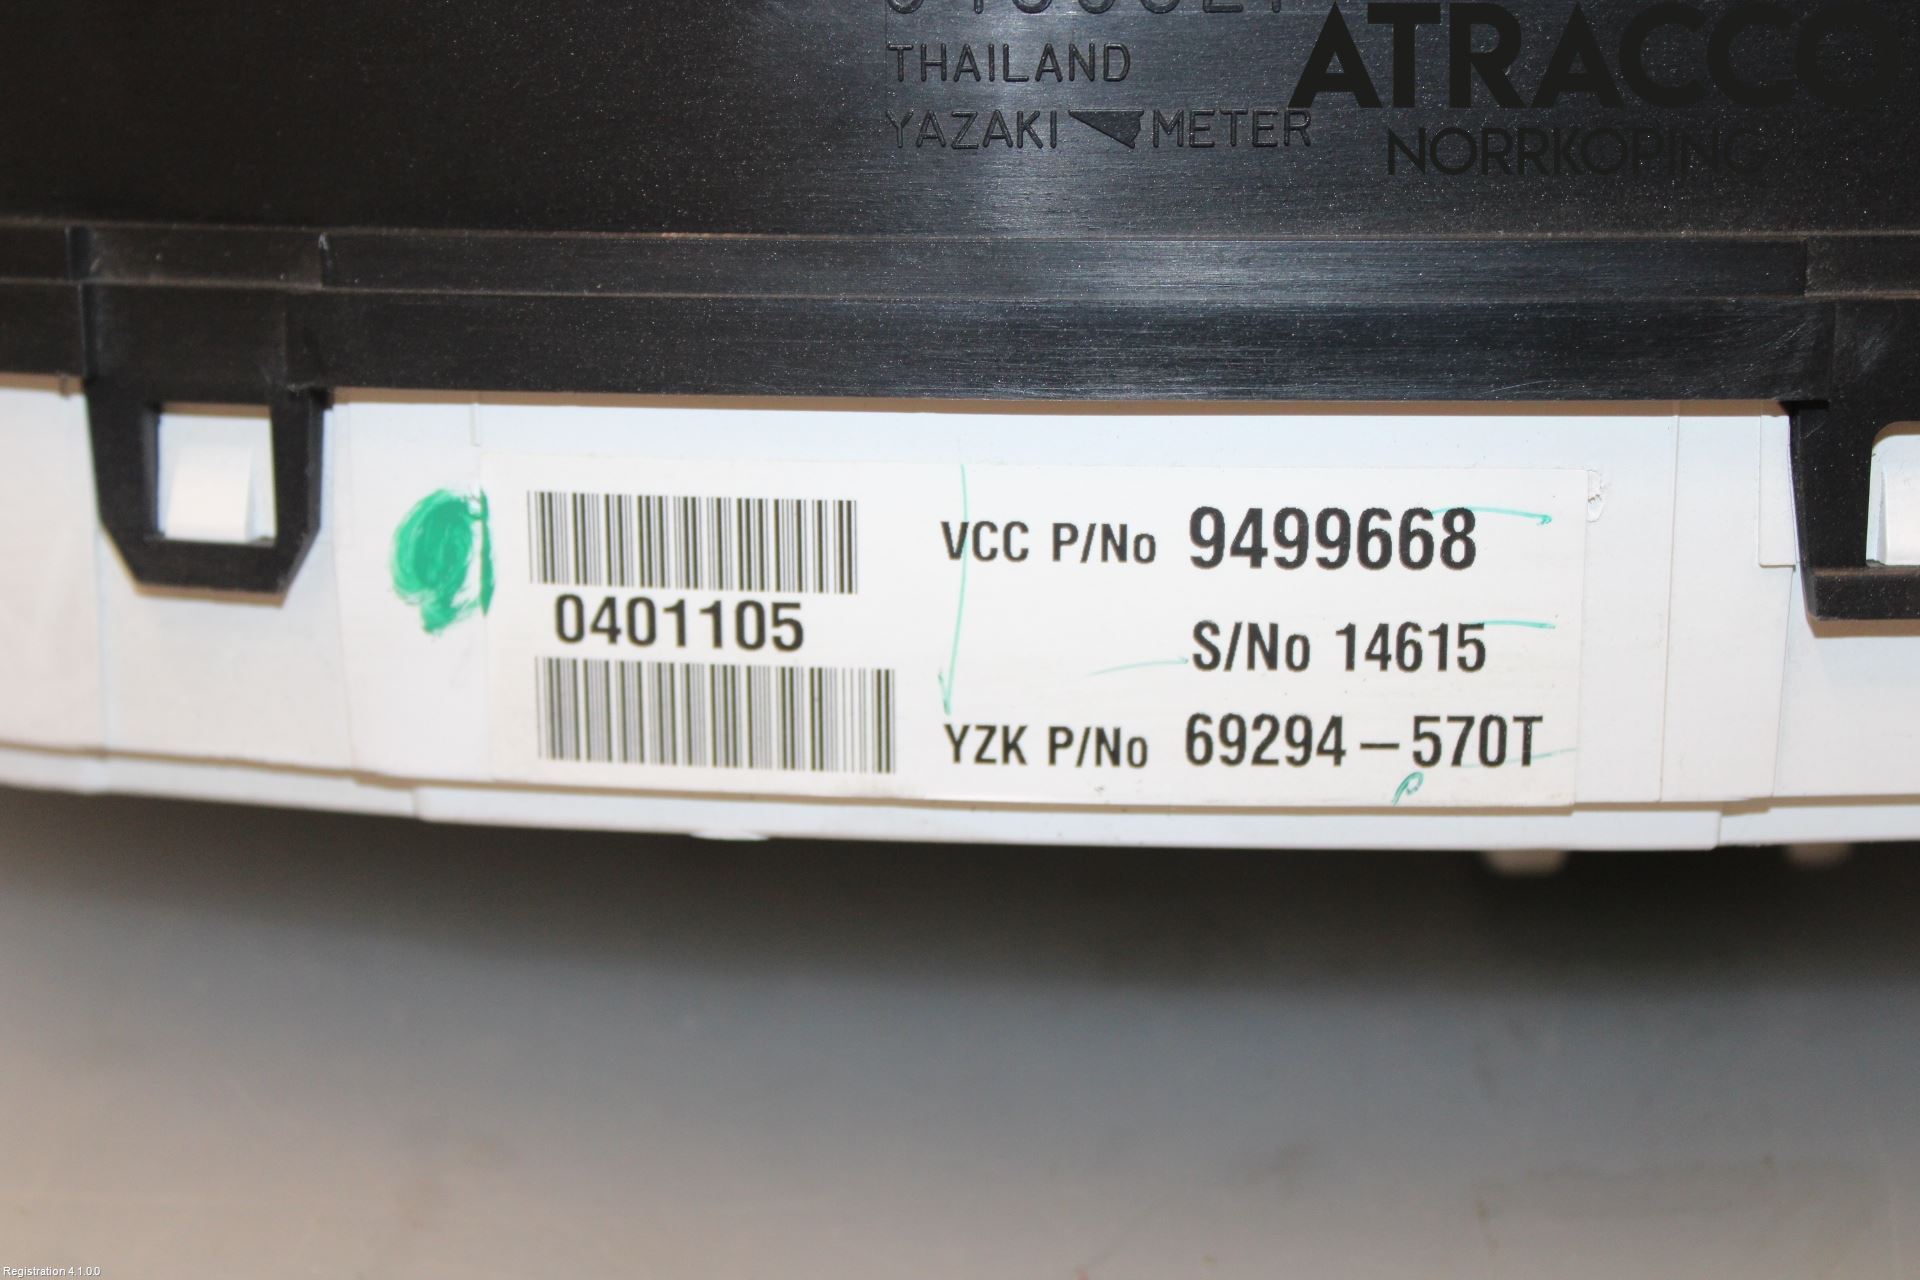 THAILAND
YAZAKI METER
ATRACCO
NORRKÖPING
VCC P/No 9499668
0401105
S/No 14615
YZK P/No 69294-570T
Registration 4.1.0.0